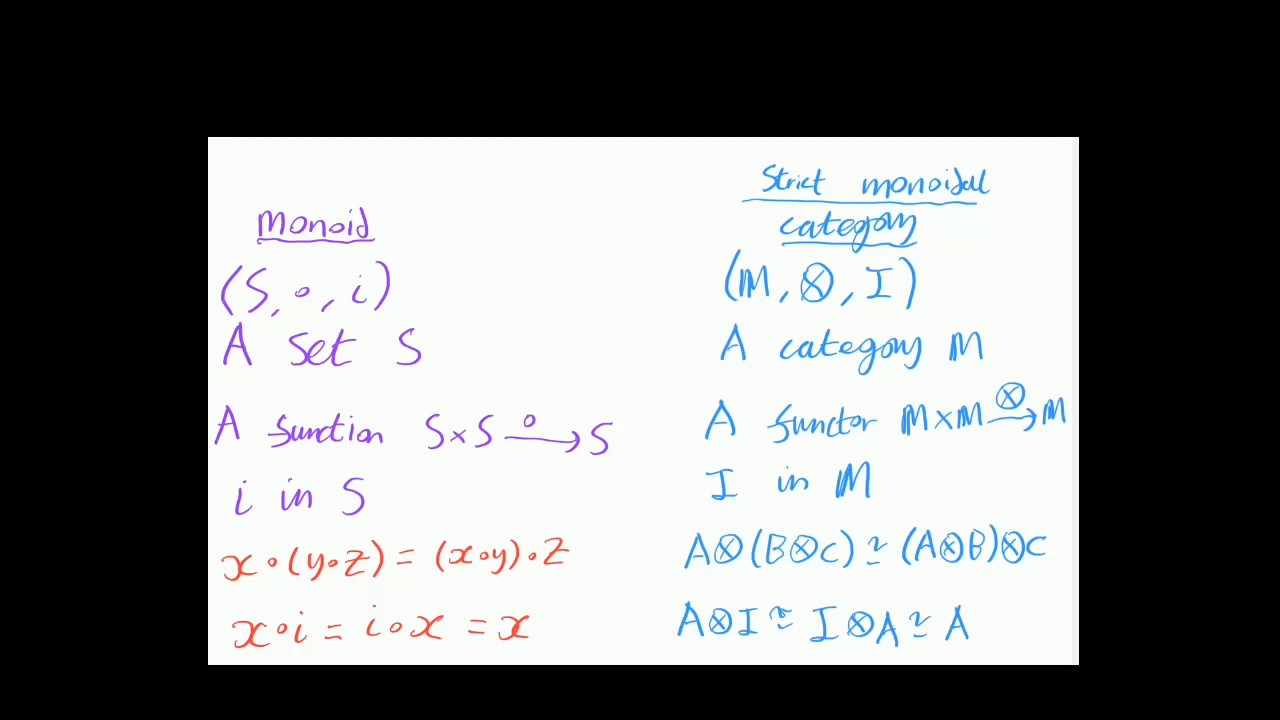 Monoid
(S, ∘, i)
A set S
A function S×S ∘→ S
i in S
x∘(y∘z) = (x∘y)∘z
x∘i = i∘x = x
Strict monoidal
category
(M, ⊗, I)
A category M
A functor M×M ⊗→ M
I in M
A⊗(B⊗C) ≃ (A⊗B)⊗C
A⊗I ≃ I⊗A ≃ A